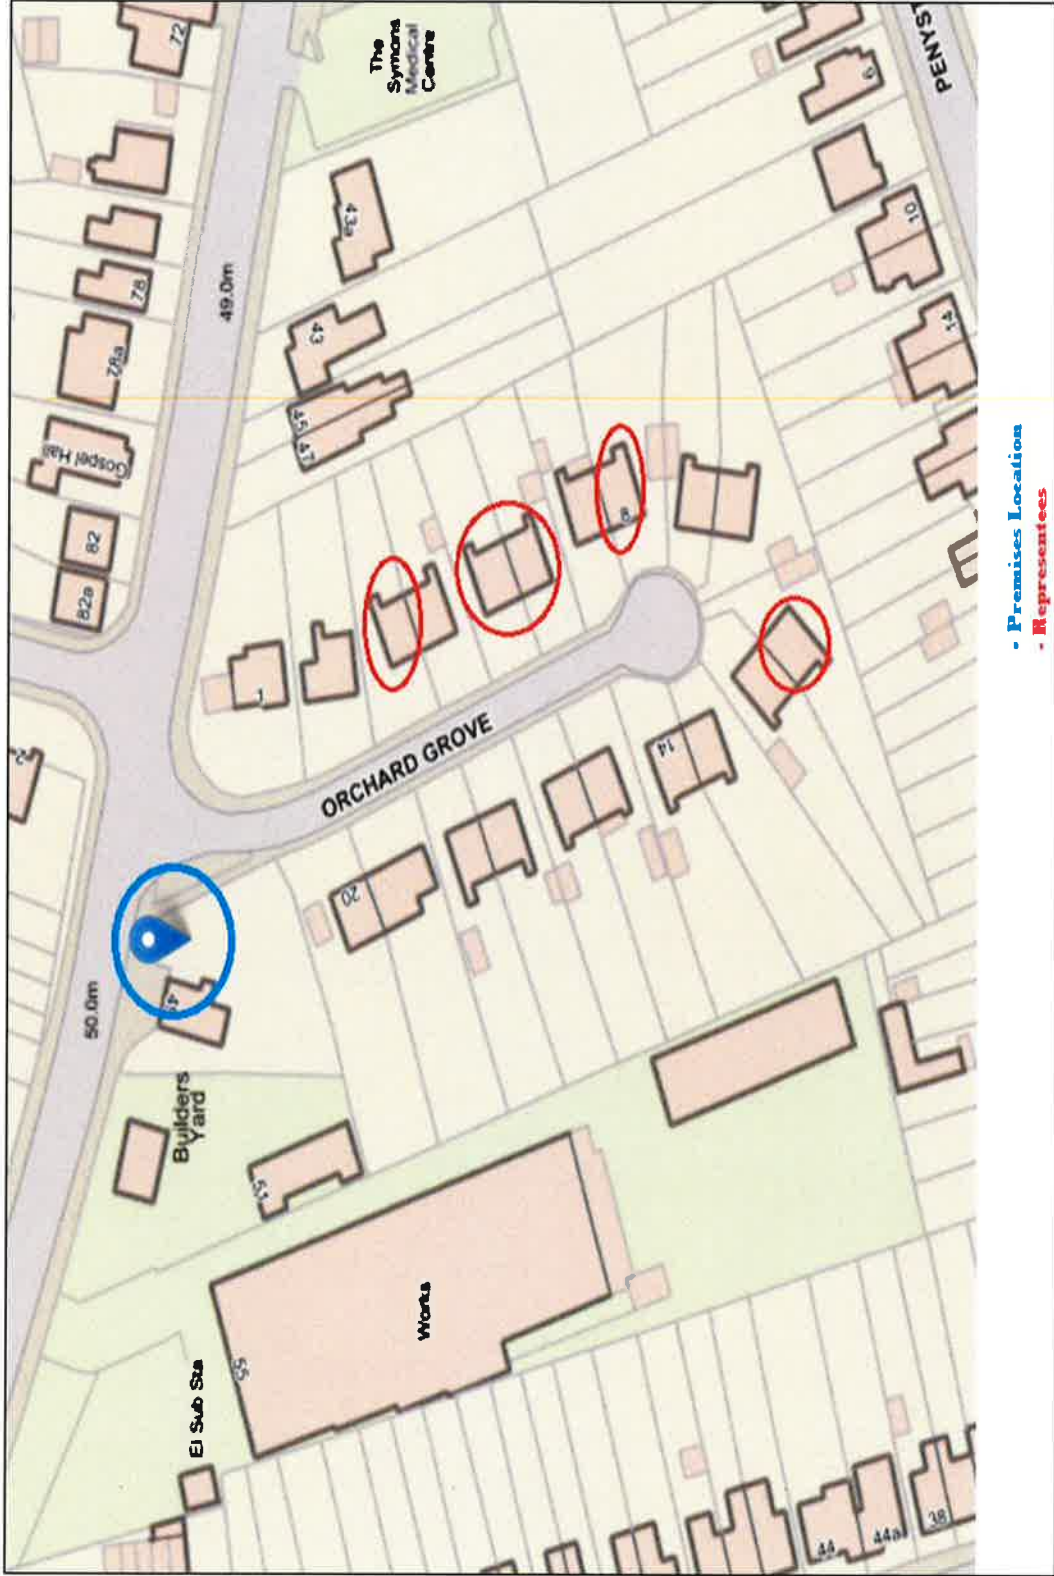 72
The
Symons
Medical
Centre
PENYST
6
43a
10
78
49.0m
43
14
78a
45
47
Gospel Hall
82
8
82a
1
ORCHARD GROVE
14
20
50.0m
49
Builders
Yard
51
Works
55
El Sub Sta
44
44a
38
- Premises Location
- Representees